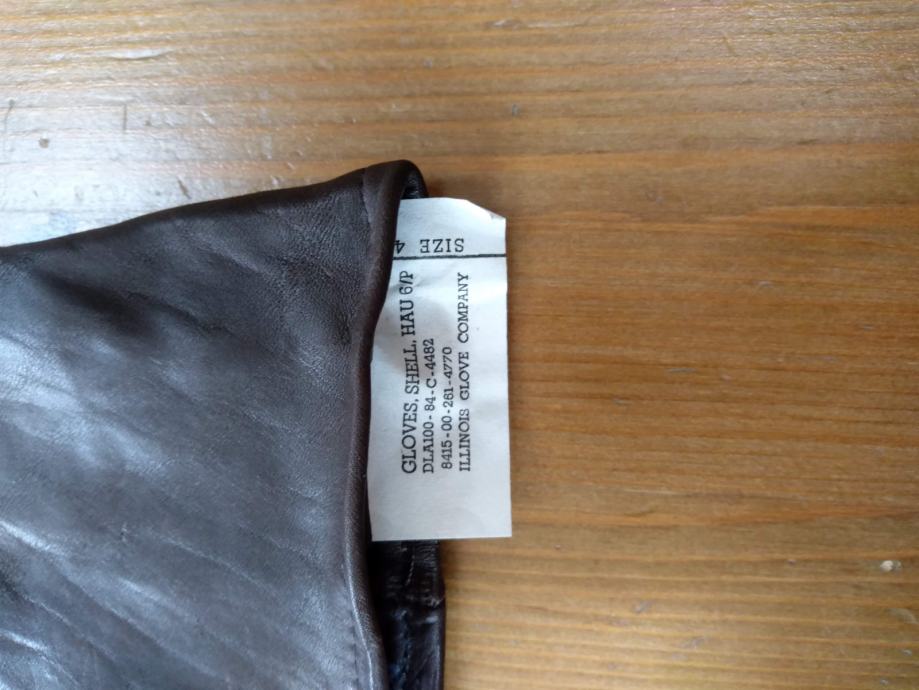 SIZE 4
GLOVES, SHELL, HAU 6/P
DLA100-84-C-4482
8415-00-261-4770
ILLINOIS GLOVE COMPANY